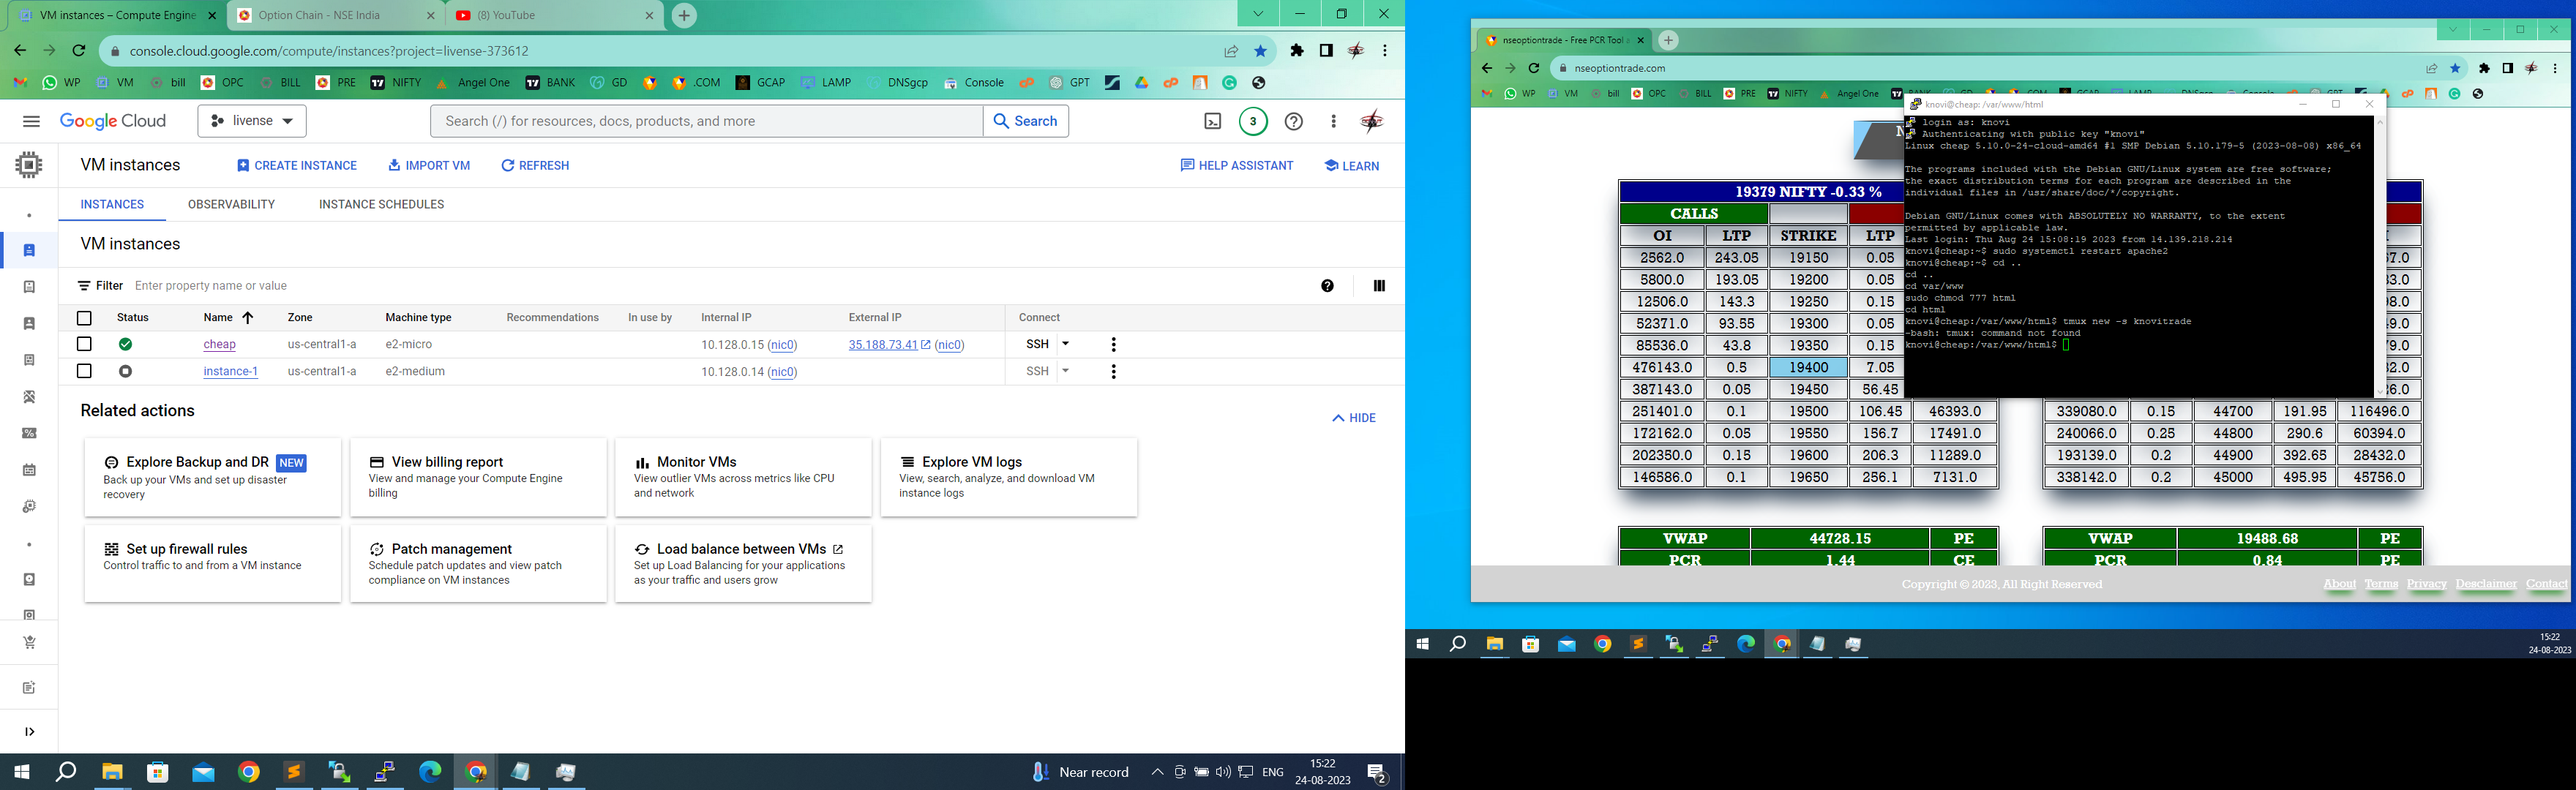 VM instances – Compute Engine
Option Chain - NSE India
(8) YouTube
console.cloud.google.com/compute/instances?project=livense-373612
WP VM bill OPC BILL PRE NIFTY Angel One BANK GD .COM GCAP LAMP DNSgcp Console GPT
Google Cloud
livense
Search (/) for resources, docs, products, and more
Search
3
VM instances
CREATE INSTANCE
IMPORT VM
REFRESH
HELP ASSISTANT
LEARN
INSTANCES
OBSERVABILITY
INSTANCE SCHEDULES
VM instances
Filter Enter property name or value
Status Name Zone Machine type Recommendations In use by Internal IP External IP Connect
cheap us-central1-a e2-micro 10.128.0.15 (nic0) 35.188.73.41 (nic0) SSH
instance-1 us-central1-a e2-medium 10.128.0.14 (nic0) SSH
Related actions
HIDE
Explore Backup and DR NEW
Back up your VMs and set up disaster
recovery
View billing report
View and manage your Compute Engine
billing
Monitor VMs
View outlier VMs across metrics like CPU
and network
Explore VM logs
View, search, analyze, and download VM
instance logs
Set up firewall rules
Control traffic to and from a VM instance
Patch management
Schedule patch updates and view patch
compliance on VM instances
Load balance between VMs
Set up Load Balancing for your applications
as your traffic and users grow
Near record
ENG
15:22
24-08-2023
2
nseoptiontrade - Free PCR Tool
nseoptiontrade.com
WP VM bill OPC BILL PRE NIFTY Angel One
knovi@cheap: /var/www/html
login as: knovi
Authenticating with public key "knovi"
Linux cheap 5.10.0-24-cloud-amd64 #1 SMP Debian 5.10.179-5 (2023-08-08) x86_64
The programs included with the Debian GNU/Linux system are free software;
the exact distribution terms for each program are described in the
individual files in /usr/share/doc/*/copyright.
Debian GNU/Linux comes with ABSOLUTELY NO WARRANTY, to the extent
permitted by applicable law.
Last login: Thu Aug 24 15:08:19 2023 from 14.139.218.214
knovi@cheap:~$ sudo systemctl restart apache2
knovi@cheap:~$ cd ..
cd ..
cd var/www
sudo chmod 777 html
cd html
knovi@cheap:/var/www/html$ tmux new -s knovitrade
-bash: tmux: command not found
knovi@cheap:/var/www/html$
19379 NIFTY -0.33 %
CALLS
OI LTP STRIKE LTP
2562.0 243.05 19150 0.05
5800.0 193.05 19200 0.05
12506.0 143.3 19250 0.15
52371.0 93.55 19300 0.05
85536.0 43.8 19350 0.15
476143.0 0.5 19400 7.05
387143.0 0.05 19450 56.45
251401.0 0.1 19500 106.45 46393.0
172162.0 0.05 19550 156.7 17491.0
202350.0 0.15 19600 206.3 11289.0
146586.0 0.1 19650 256.1 7131.0
339080.0 0.15 44700 191.95 116496.0
240066.0 0.25 44800 290.6 60394.0
193139.0 0.2 44900 392.65 28432.0
338142.0 0.2 45000 495.95 45756.0
VWAP 44728.15 PE
PCR 1.44 CE
VWAP 19488.68 PE
PCR 0.84 PE
Copyright © 2023, All Right Reserved
About Terms Privacy Desclaimer Contact
15:22
24-08-2023